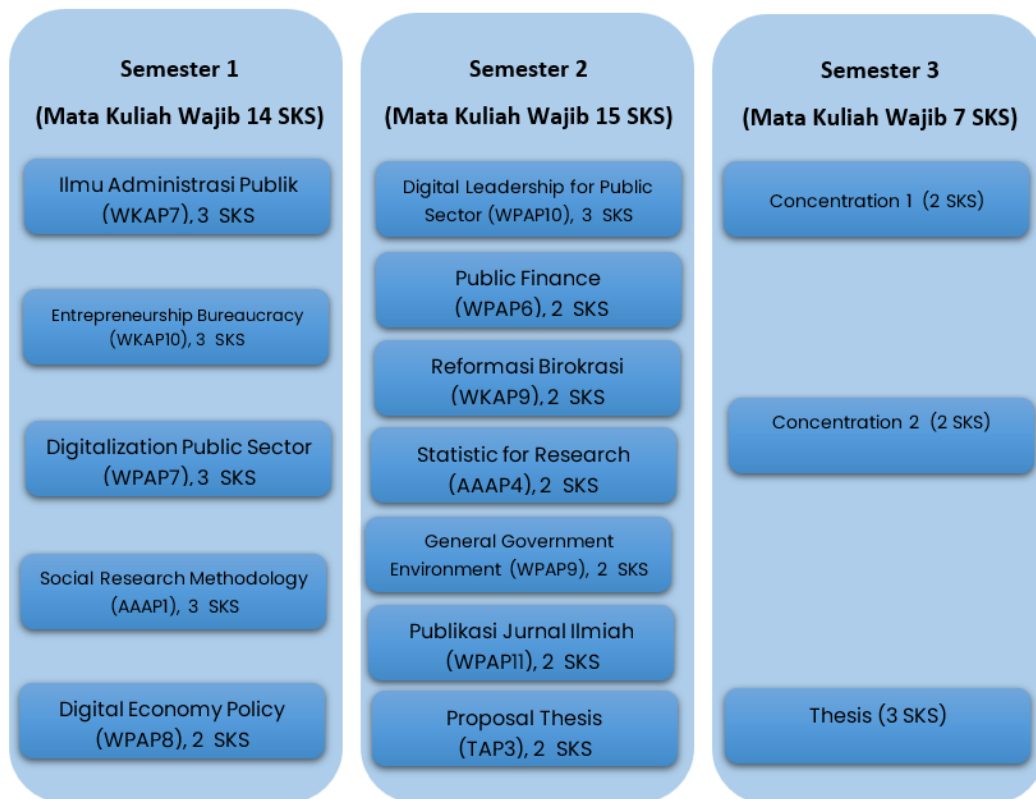 Semester 1
(Mata Kuliah Wajib 14 SKS)
Ilmu Administrasi Publik
(WKAP7), 3 SKS
Entrepreneurship Bureaucracy
(WKAP10), 3 SKS
Digitalization Public Sector
(WPAP7), 3 SKS
Social Research Methodology
(AAAP1), 3 SKS
Digital Economy Policy
(WPAP8), 2 SKS
Semester 2
(Mata Kuliah Wajib 15 SKS)
Digital Leadership for Public
Sector (WPAP10), 3 SKS
Public Finance
(WPAP6), 2 SKS
Reformasi Birokrasi
(WKAP9), 2 SKS
Statistic for Research
(AAAP4), 2 SKS
General Government
Environment (WPAP9), 2 SKS
Publikasi Jurnal Ilmiah
(WPAP11), 2 SKS
Proposal Thesis
(TAP3), 2 SKS
Semester 3
(Mata Kuliah Wajib 7 SKS)
Concentration 1 (2 SKS)
Concentration 2 (2 SKS)
Thesis (3 SKS)